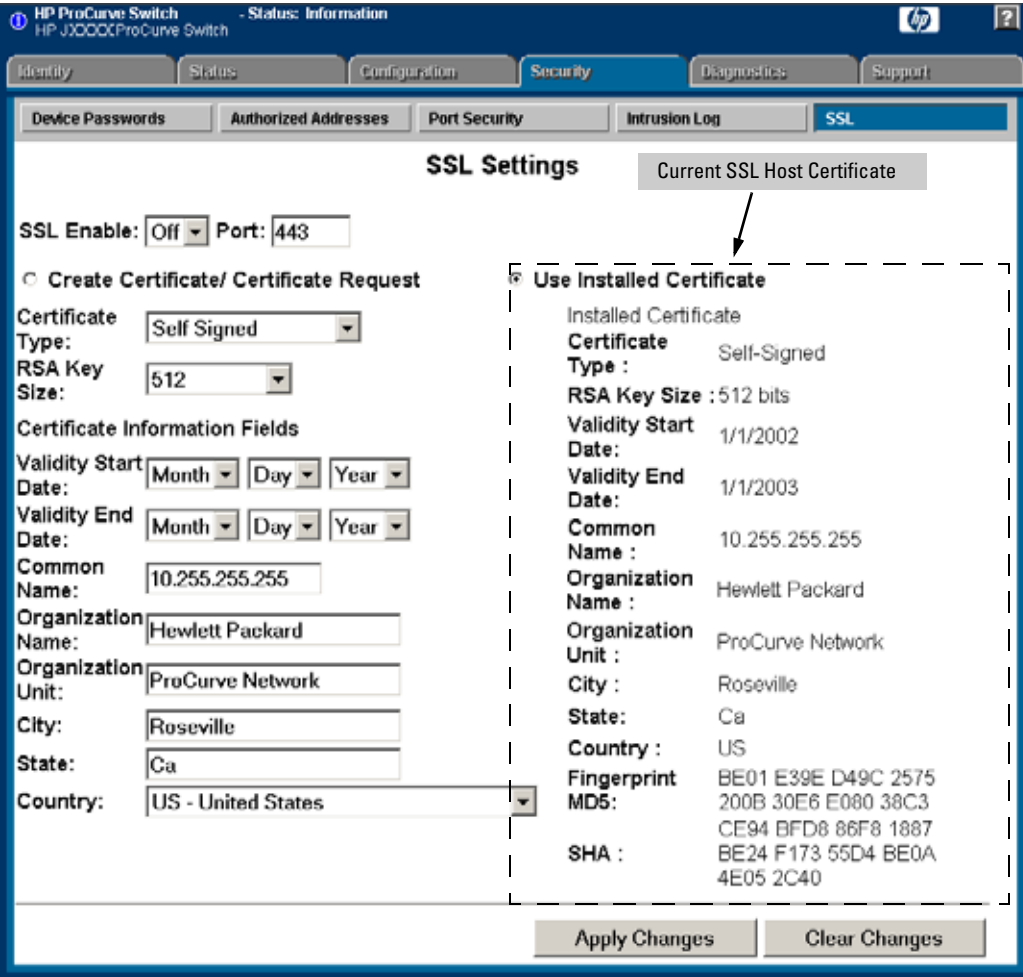 HP ProCurve Switch - Status: Information
HP JXXXX ProCurve Switch
hp ?
Identity Status Configuration Security Diagnostics Support
Device Passwords Authorized Addresses Port Security Intrusion Log SSL
SSL Settings
Current SSL Host Certificate
SSL Enable: Off Port: 443
Create Certificate/ Certificate Request
Certificate Type: Self Signed
RSA Key Size: 512
Certificate Information Fields
Validity Start Date: Month Day Year
Validity End Date: Month Day Year
Common Name: 10.255.255.255
Organization Name: Hewlett Packard
Organization Unit: ProCurve Network
City: Roseville
State: Ca
Country: US - United States
Use Installed Certificate
Installed Certificate
Certificate Type : Self-Signed
RSA Key Size : 512 bits
Validity Start Date: 1/1/2002
Validity End Date: 1/1/2003
Common Name : 10.255.255.255
Organization Name : Hewlett Packard
Organization Unit : ProCurve Network
City : Roseville
State: Ca
Country : US
Fingerprint
MD5: BE01 E39E D49C 2575
200B 30E6 E080 38C3
SHA : CE94 BFD8 86F8 1887
BE24 F173 55D4 BE0A
4E05 2C40
Apply Changes Clear Changes